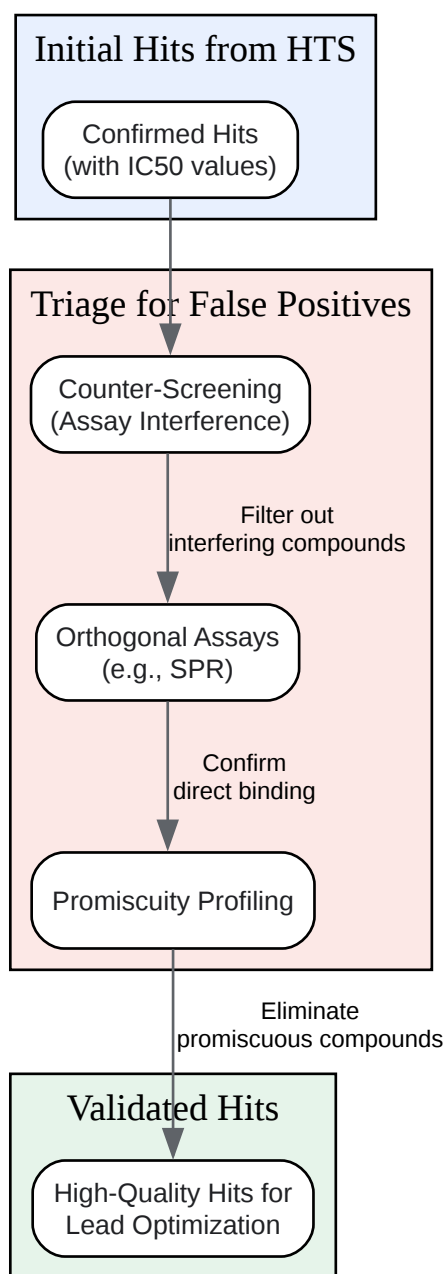 Initial Hits from HTS
Confirmed Hits
(with IC50 values)
Triage for False Positives
Counter-Screening
(Assay Interference)
Filter out
interfering compounds
Orthogonal Assays
(e.g., SPR)
Confirm
direct binding
Promiscuity Profiling
Eliminate
promiscuous compounds
Validated Hits
High-Quality Hits for
Lead Optimization